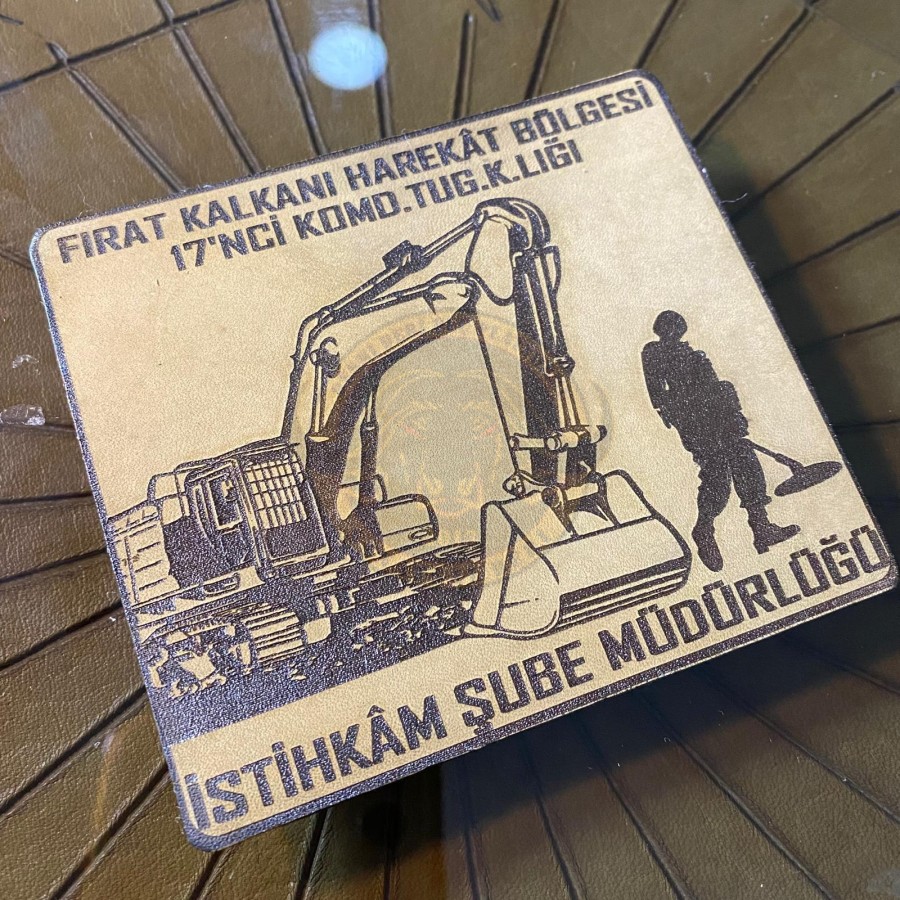 FIRAT KALKANI HAREKÂT BÖLGESİ
17'NCİ KOMD.TUG.K.LIĞI
İSTİHKÂM ŞUBE MÜDÜRLÜĞÜ